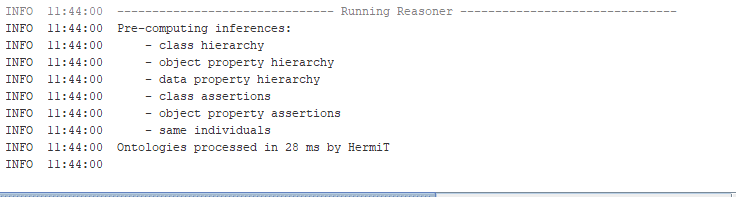 INFO  11:44:00  ------------------------------- Running Reasoner -------------------------------
INFO  11:44:00  Pre-computing inferences:
INFO  11:44:00      - class hierarchy
INFO  11:44:00      - object property hierarchy
INFO  11:44:00      - data property hierarchy
INFO  11:44:00      - class assertions
INFO  11:44:00      - object property assertions
INFO  11:44:00      - same individuals
INFO  11:44:00  Ontologies processed in 28 ms by HermiT
INFO  11:44:00